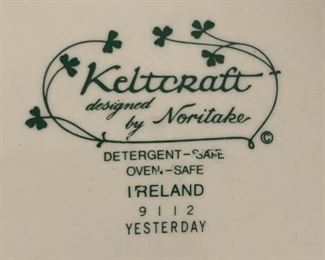 Keltcraft
designed
by Noritake
©
DETERGENT-SAFE
OVEN-SAFE
IRELAND
9112
YESTERDAY